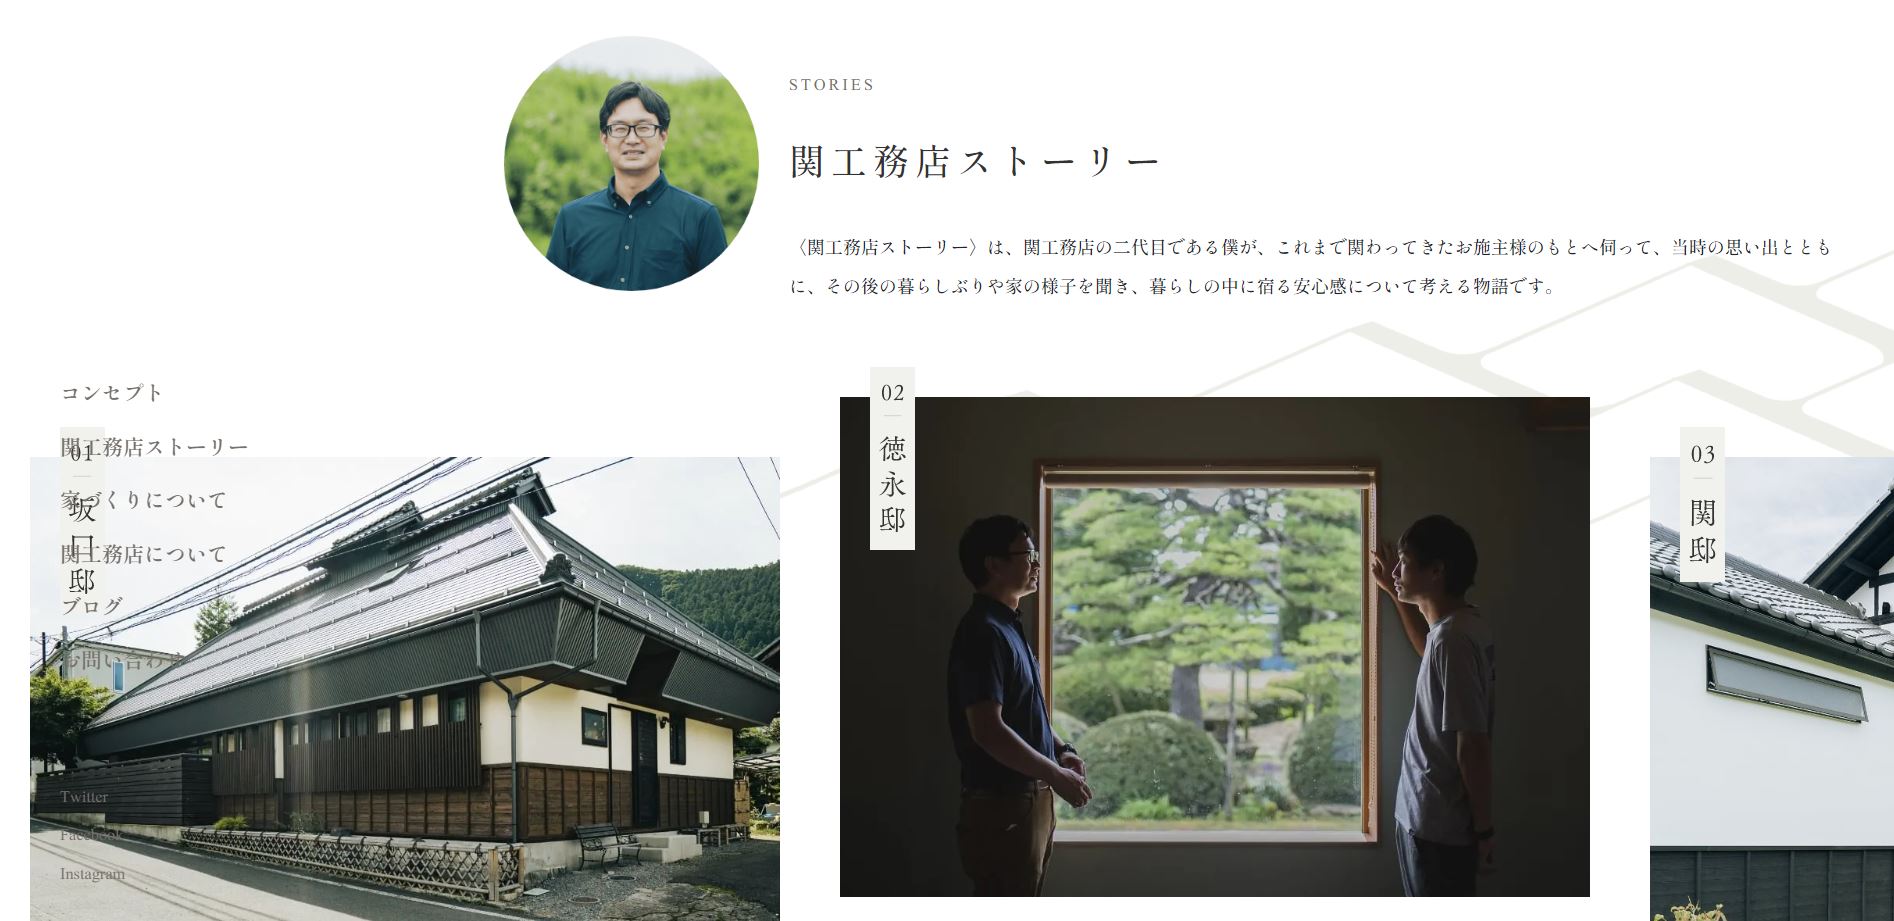 STORIES
関工務店ストーリー
〈関工務店ストーリー〉は、関工務店の二代目である僕が、これまで関わってきたお施主様のもとへ伺って、当時の思い出ととも
に、その後の暮らしぶりや家の様子を聞き、暮らしの中に宿る安心感について考える物語です。
コンセプト
関工務店ストーリー
家づくりについて
関工務店について
ブログ
お問い合わせ
Twitter
Facebook
Instagram
01
坂口邸
02
徳永邸
03
関邸